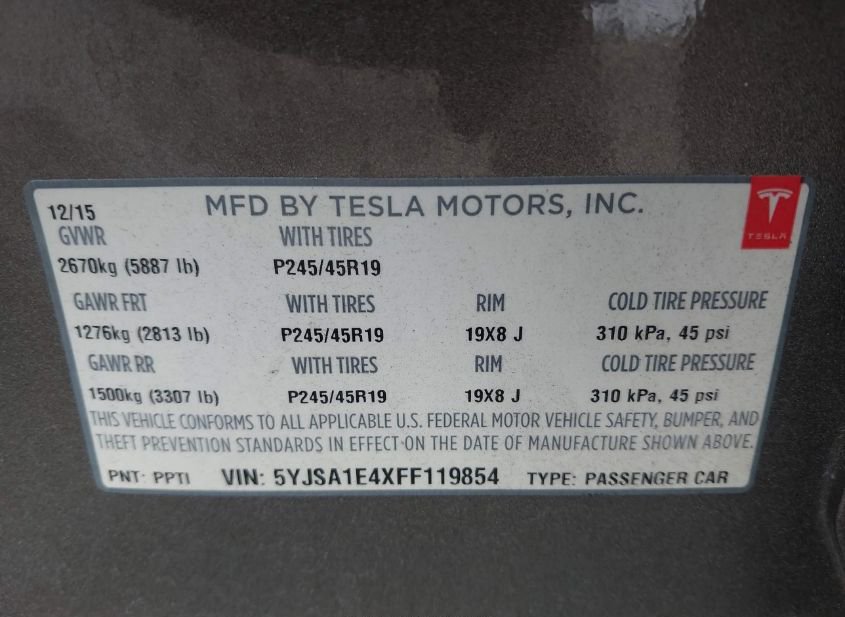 12/15 MFD BY TESLA MOTORS, INC.
TESLA
GVWR WITH TIRES
2670kg (5887 lb) P245/45R19
GAWR FRT WITH TIRES RIM COLD TIRE PRESSURE
1276kg (2813 lb) P245/45R19 19X8 J 310 kPa, 45 psi
GAWR RR WITH TIRES RIM COLD TIRE PRESSURE
1500kg (3307 lb) P245/45R19 19X8 J 310 kPa, 45 psi
THIS VEHICLE CONFORMS TO ALL APPLICABLE U.S. FEDERAL MOTOR VEHICLE SAFETY, BUMPER, AND
THEFT PREVENTION STANDARDS IN EFFECT ON THE DATE OF MANUFACTURE SHOWN ABOVE.
PNT: PPTI VIN: 5YJSA1E4XFF119854 TYPE: PASSENGER CAR